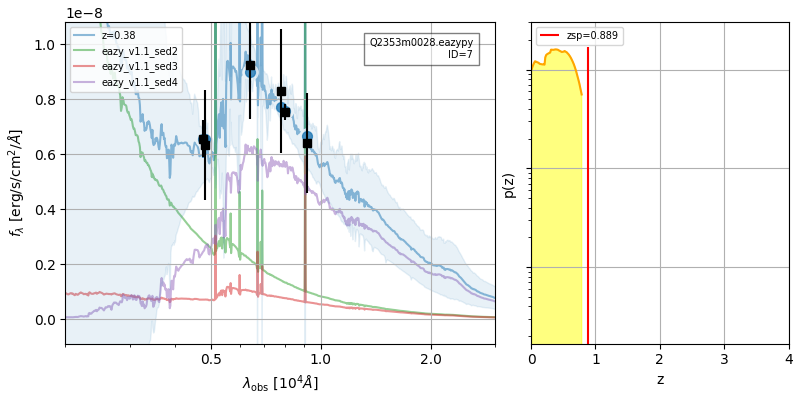 1e−8
z=0.38
eazy_v1.1_sed2
eazy_v1.1_sed3
eazy_v1.1_sed4
Q2353m0028.eazypy
ID=7
1.0
0.8
0.6
0.4
0.2
0.0
fλ [erg/s/cm²/Å]
0.5
1.0
2.0
λobs [10⁴Å]
zsp=0.889
p(z)
0
1
2
3
4
z